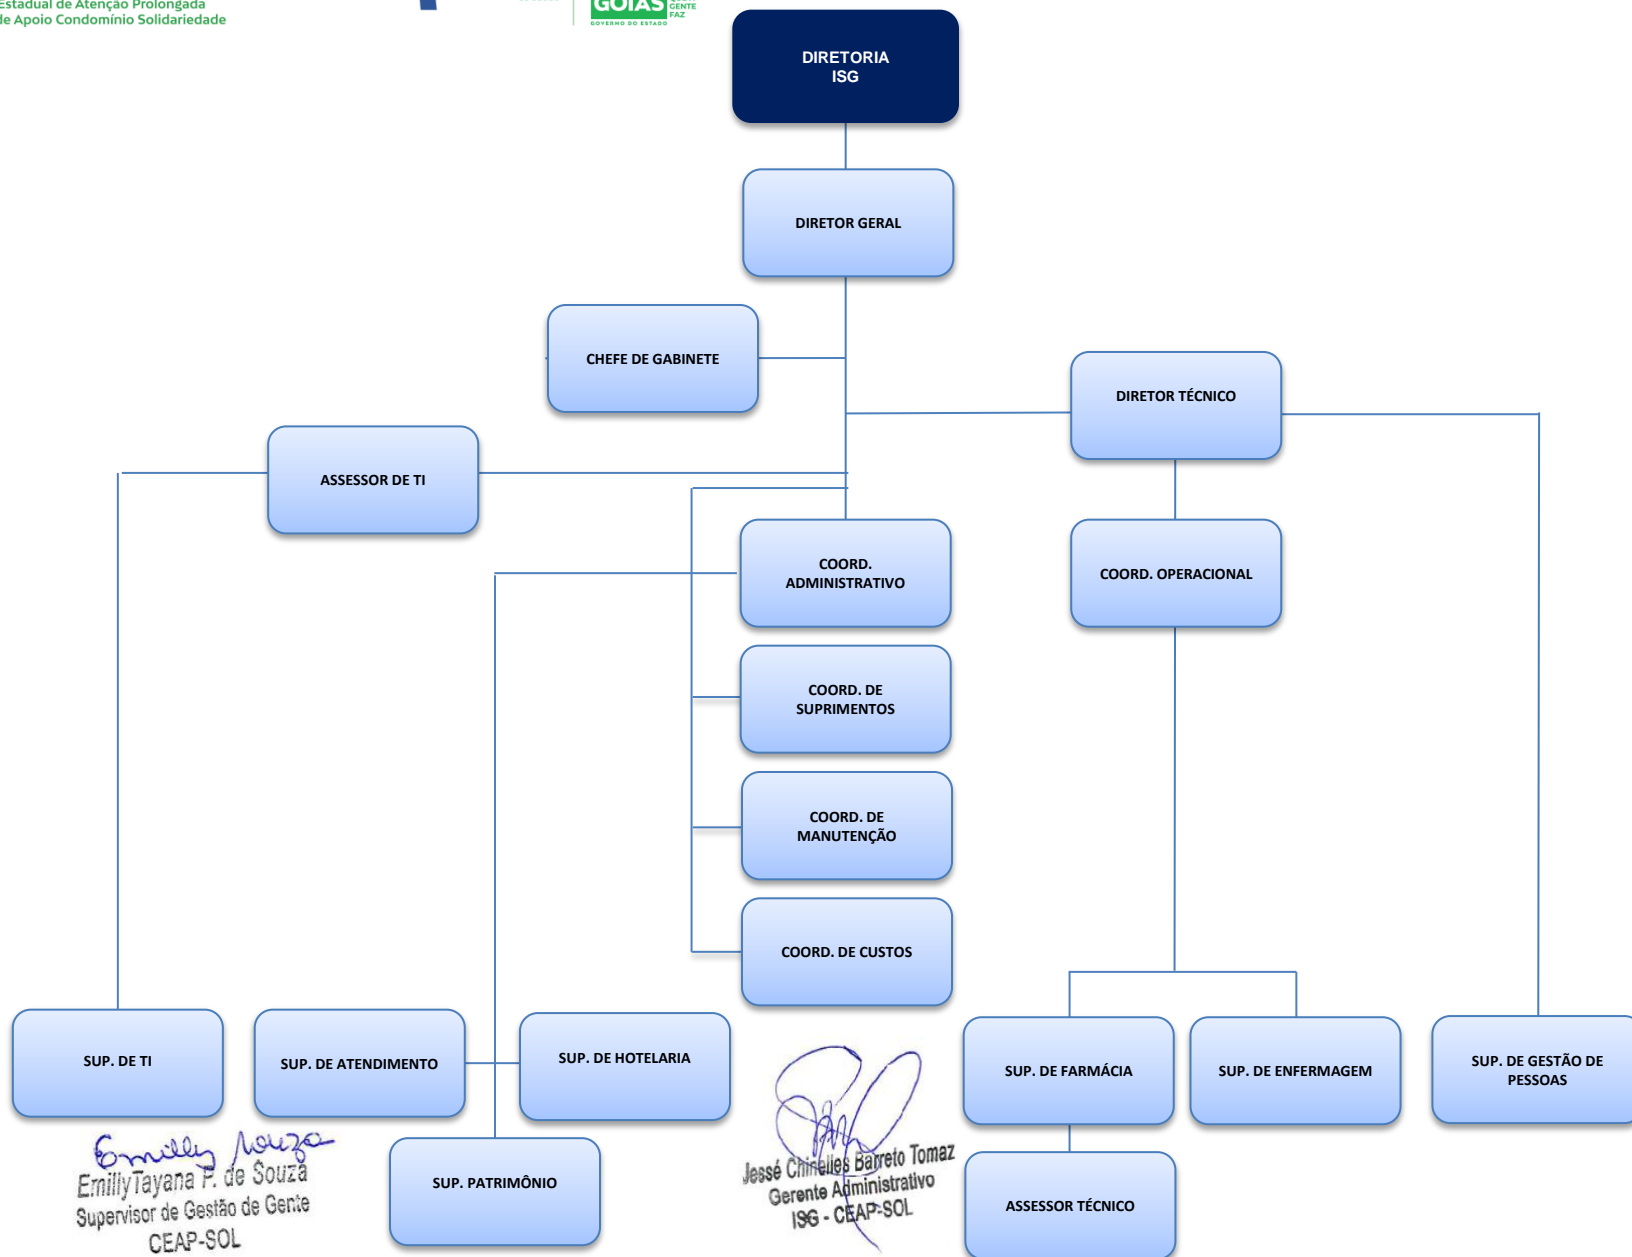 Estadual de Atenção Prolongada
de Apoio Condomínio Solidariedade
GOIÁS
GENTE
FAZ
GOVERNO DO ESTADO
DIRETORIA
ISG
DIRETOR GERAL
CHEFE DE GABINETE
DIRETOR TÉCNICO
ASSESSOR DE TI
COORD.
ADMINISTRATIVO
COORD. OPERACIONAL
COORD. DE
SUPRIMENTOS
COORD. DE
MANUTENÇÃO
COORD. DE CUSTOS
SUP. DE TI
SUP. DE ATENDIMENTO
SUP. DE HOTELARIA
SUP. DE FARMÁCIA
SUP. DE ENFERMAGEM
SUP. DE GESTÃO DE
PESSOAS
SUP. PATRIMÔNIO
ASSESSOR TÉCNICO
Emilly Souza
Emilly Tayana P. de Souza
Supervisor de Gestão de Gente
CEAP-SOL
Jessé Chinelles Barreto Tomaz
Gerente Administrativo
ISG - CEAP-SOL